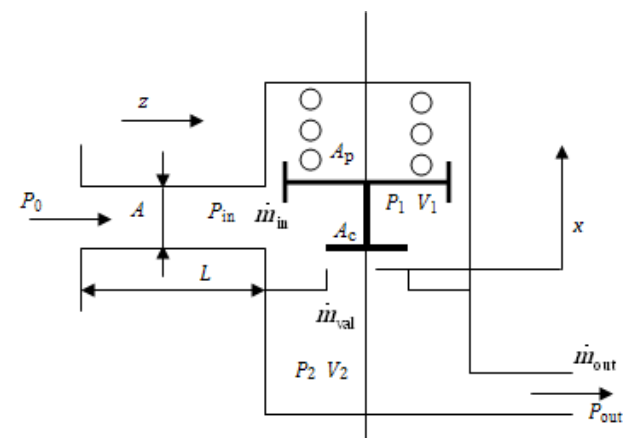 z
A_p
P_0
A
P_in
ṁ_in
P_1 V_1
x
A_c
L
ṁ_val
ṁ_out
P_2 V_2
P_out